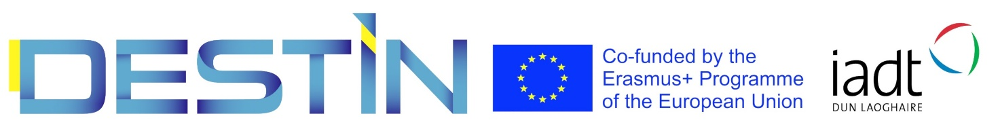 DESTIN
Co-funded by the
Erasmus+ Programme
of the European Union
iadt
DUN LAOGHAIRE